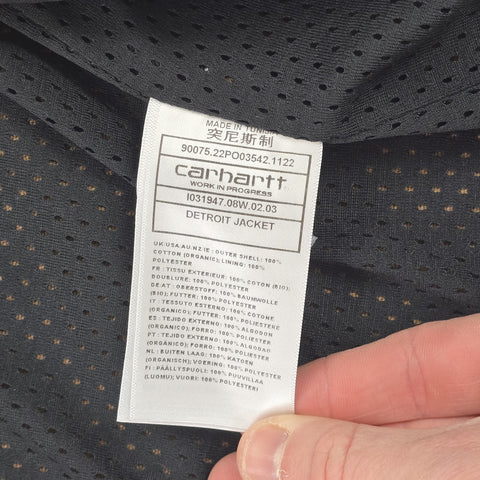 MADE IN TUNISIA
突尼斯制
90075.22PO03542.1122
carhartt
WORK IN PROGRESS
I031947.08W.02.03
DETROIT JACKET
UK:USA:AU:NZ:IE : OUTER SHELL: 100%
COTTON (ORGANIC); LINING: 100%
POLYESTER
FR : TISSU EXTERIEUR: 100% COTON (BIO)
DOUBLURE: 100% POLYESTER
DE:AT : OBERSTOFF: 100% BAUMWOLLE
(BIO); FUTTER: 100% POLYESTER
IT : TESSUTO ESTERNO: 100% COTONE
(ORGANICO); FUTTER: 100% POLIESTERE
ES : TEJIDO EXTERNO: 100% ALGODON
(ORGANICO); FORRO: 100% POLIESTER
PT : TEJIDO EXTERNO: 100% ALGODAO
(ORGANICO); FORRO: 100% POLIESTER
NL : BUITEN LAAG: 100% KATOEN
(ORGANISCH); VOERING: 100% POLYESTER
FI : PÄÄLLYSPUOLI: 100% PUUVILLAA
(LUOMU); VUORI: 100% POLYESTER